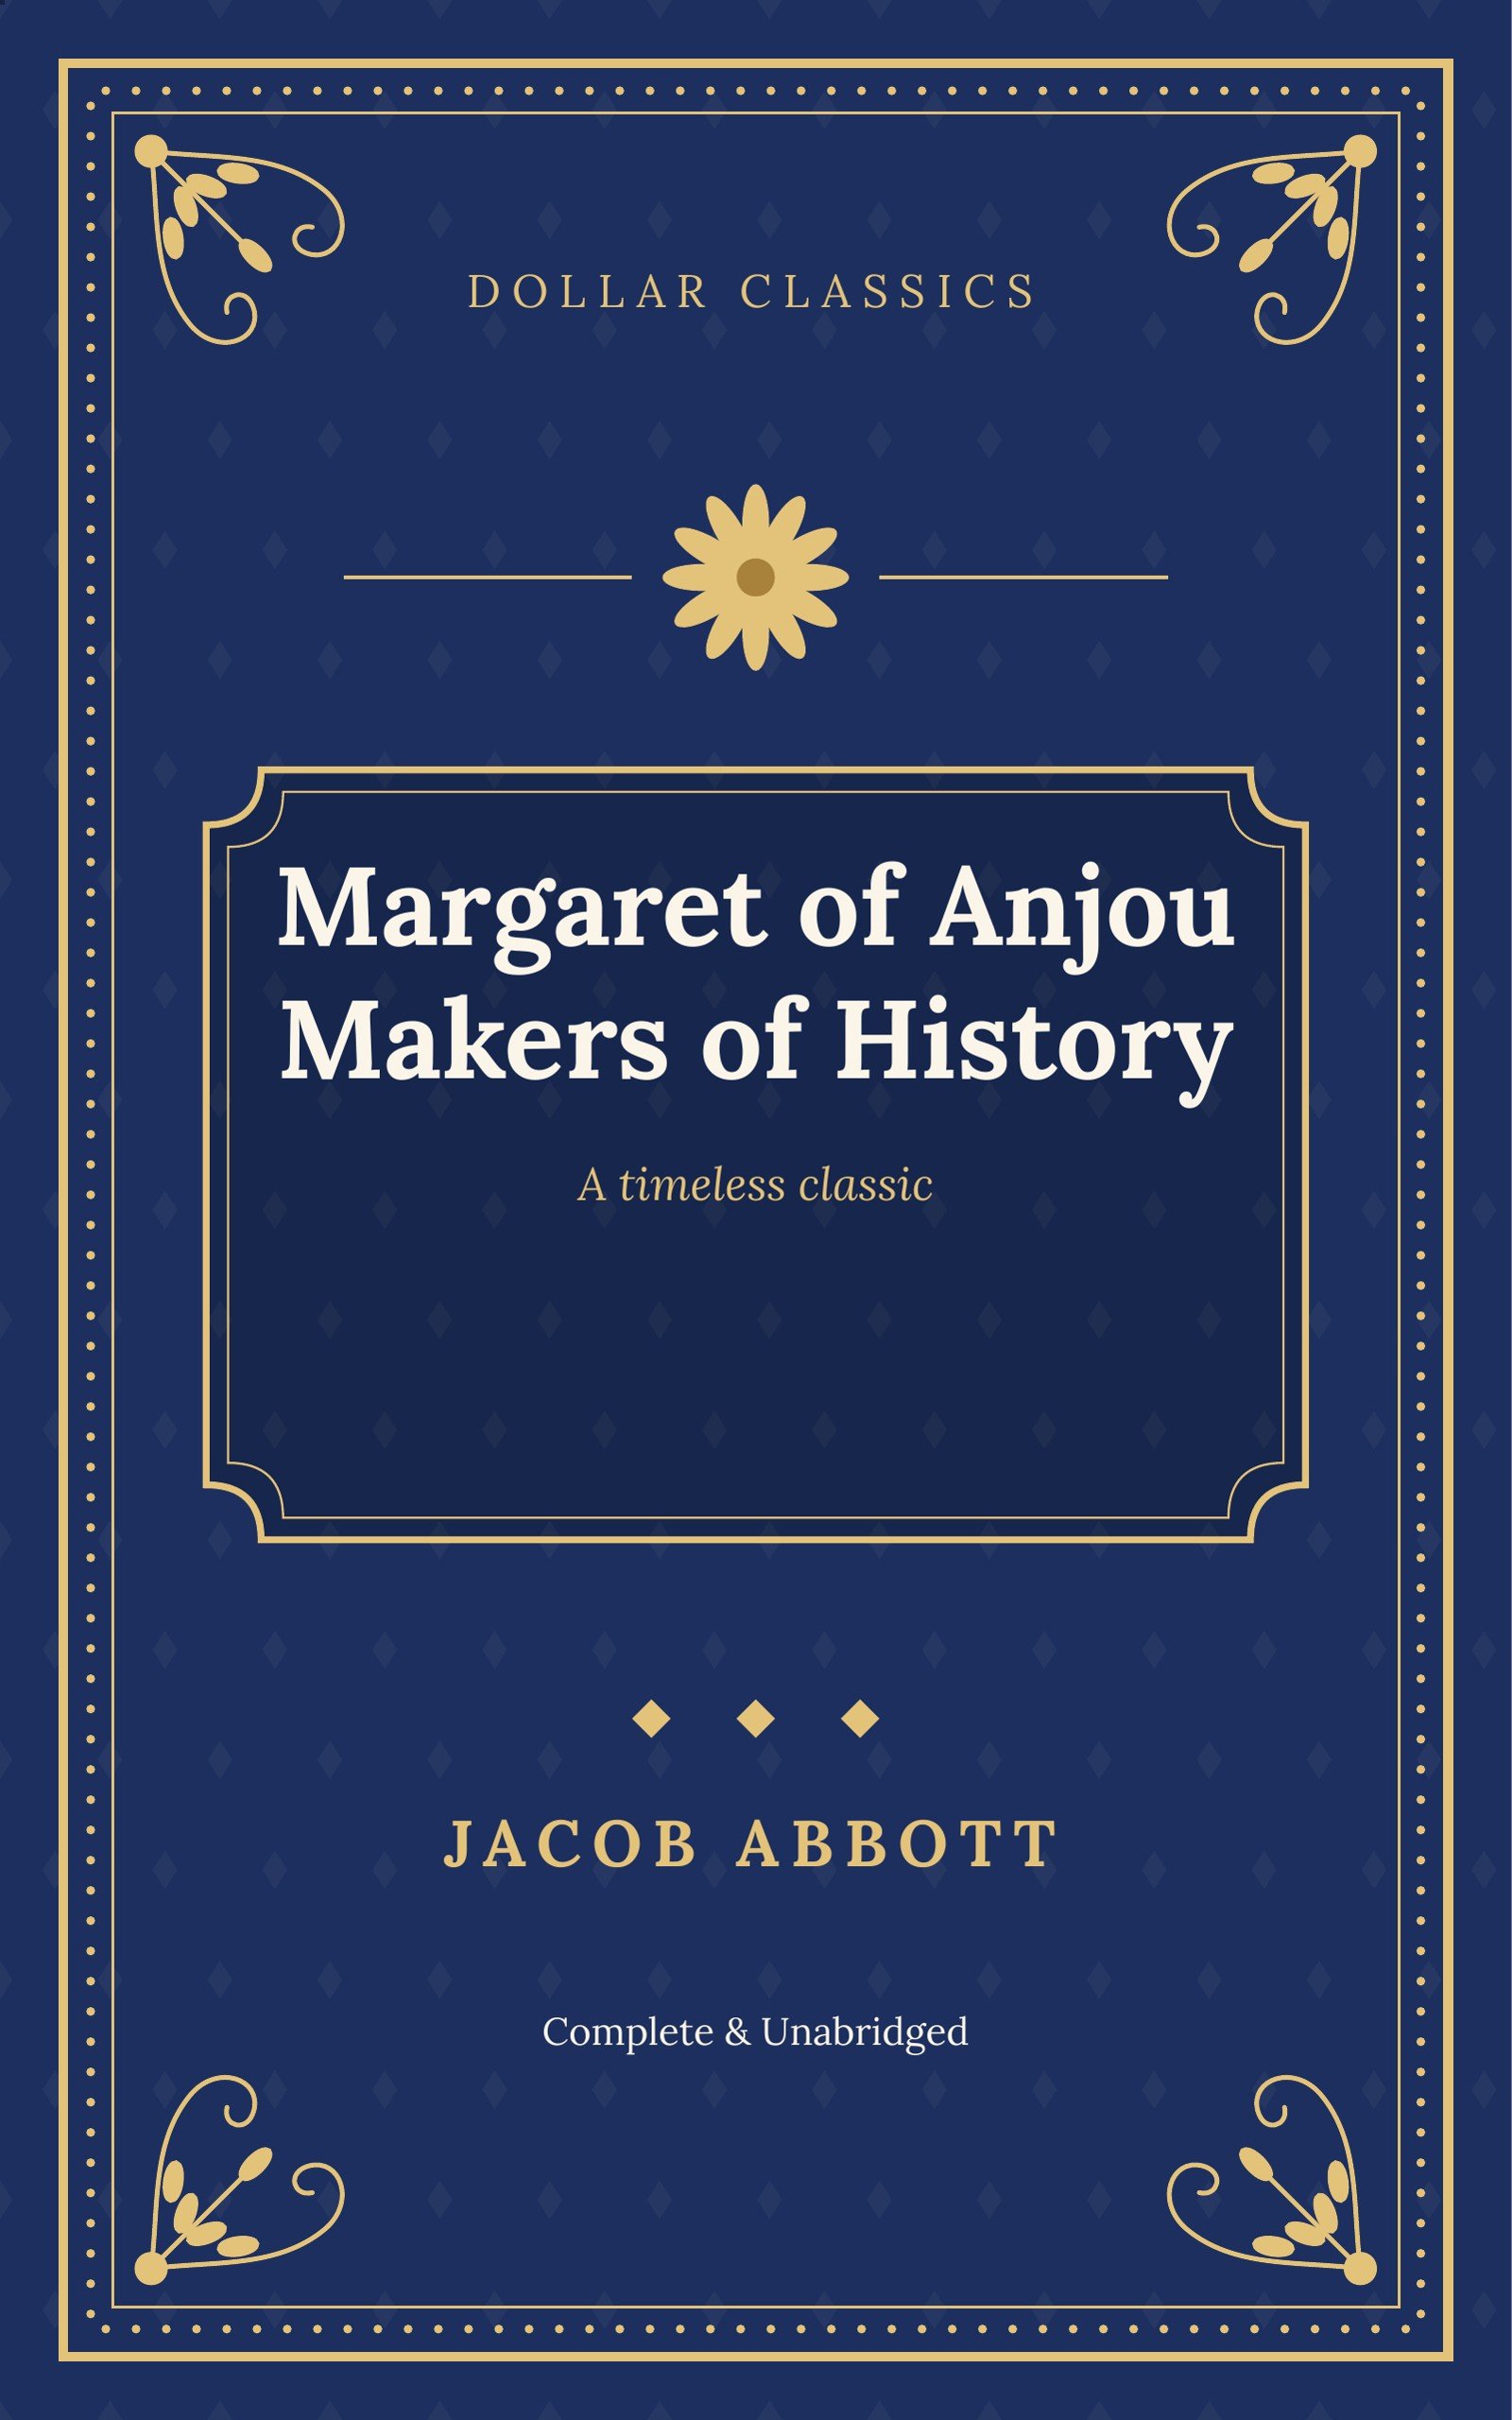 DOLLAR CLASSICS
Margaret of Anjou
Makers of History
A timeless classic
JACOB ABBOTT
Complete & Unabridged